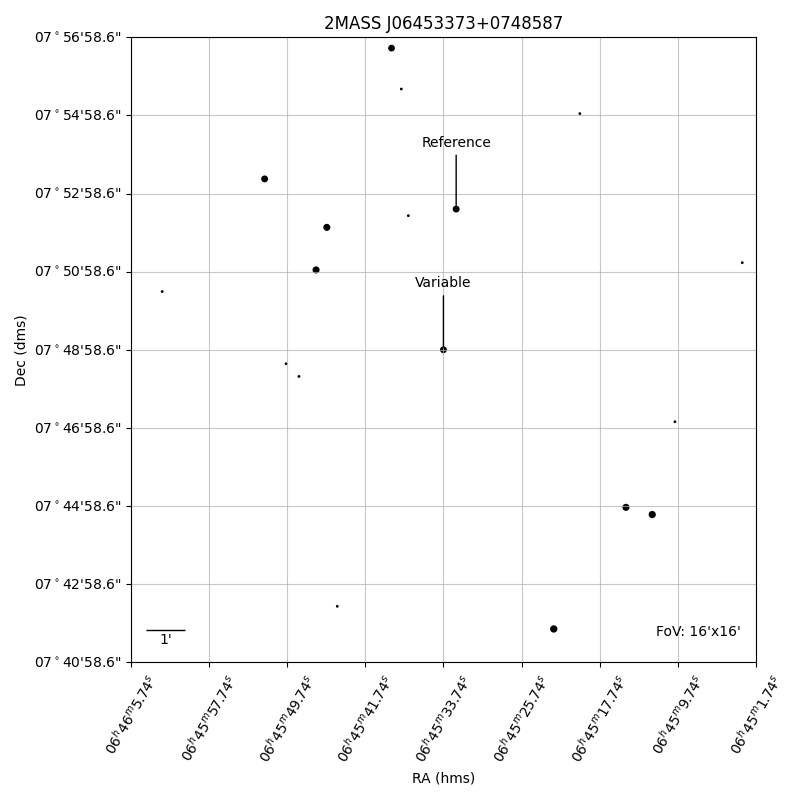 2MASS J06453373+0748587
07°56'58.6"
07°54'58.6"
07°52'58.6"
07°50'58.6"
07°48'58.6"
07°46'58.6"
07°44'58.6"
07°42'58.6"
07°40'58.6"
Dec (dms)
Reference
Variable
1'
FoV: 16'x16'
06h46m5.74s
06h45m57.74s
06h45m49.74s
06h45m41.74s
06h45m33.74s
06h45m25.74s
06h45m17.74s
06h45m9.74s
06h45m1.74s
RA (hms)